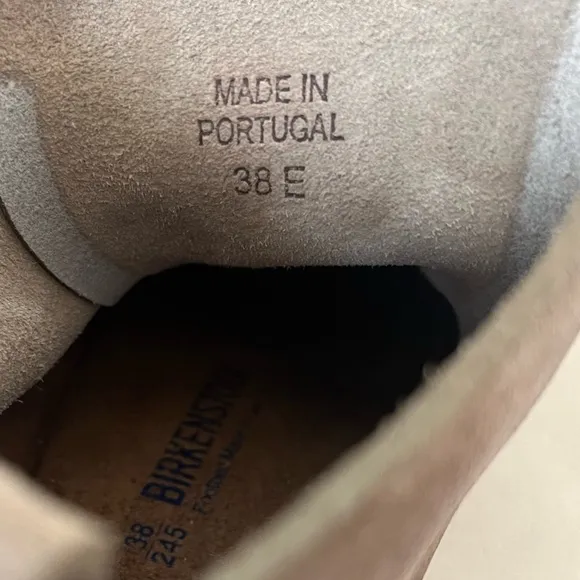 MADE IN
PORTUGAL
38 E
BIRKENSTOCK
38
245